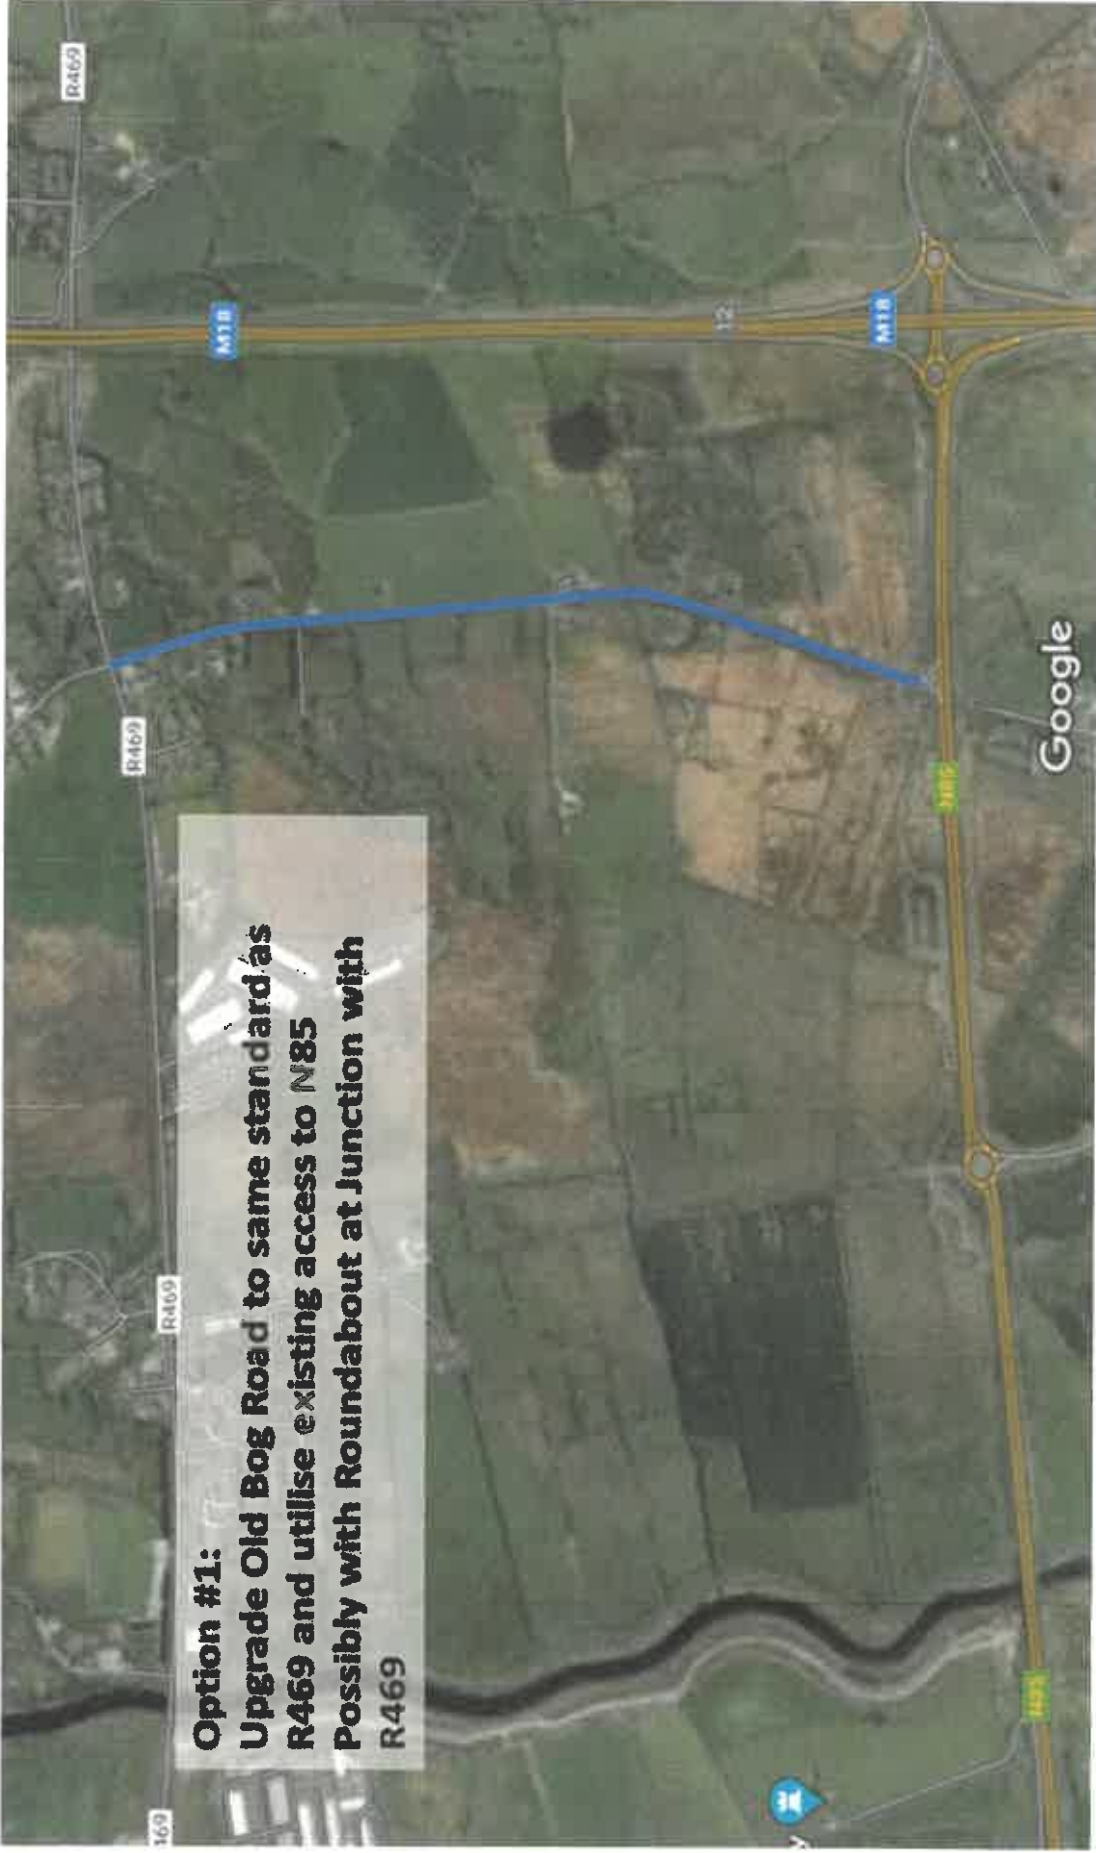 Option #1:
Upgrade Old Bog Road to same standard as
R469 and utilise existing access to N85
Possibly with Roundabout at Junction with
R469
R469
R469
R469
M18
12
M18
N85
Google